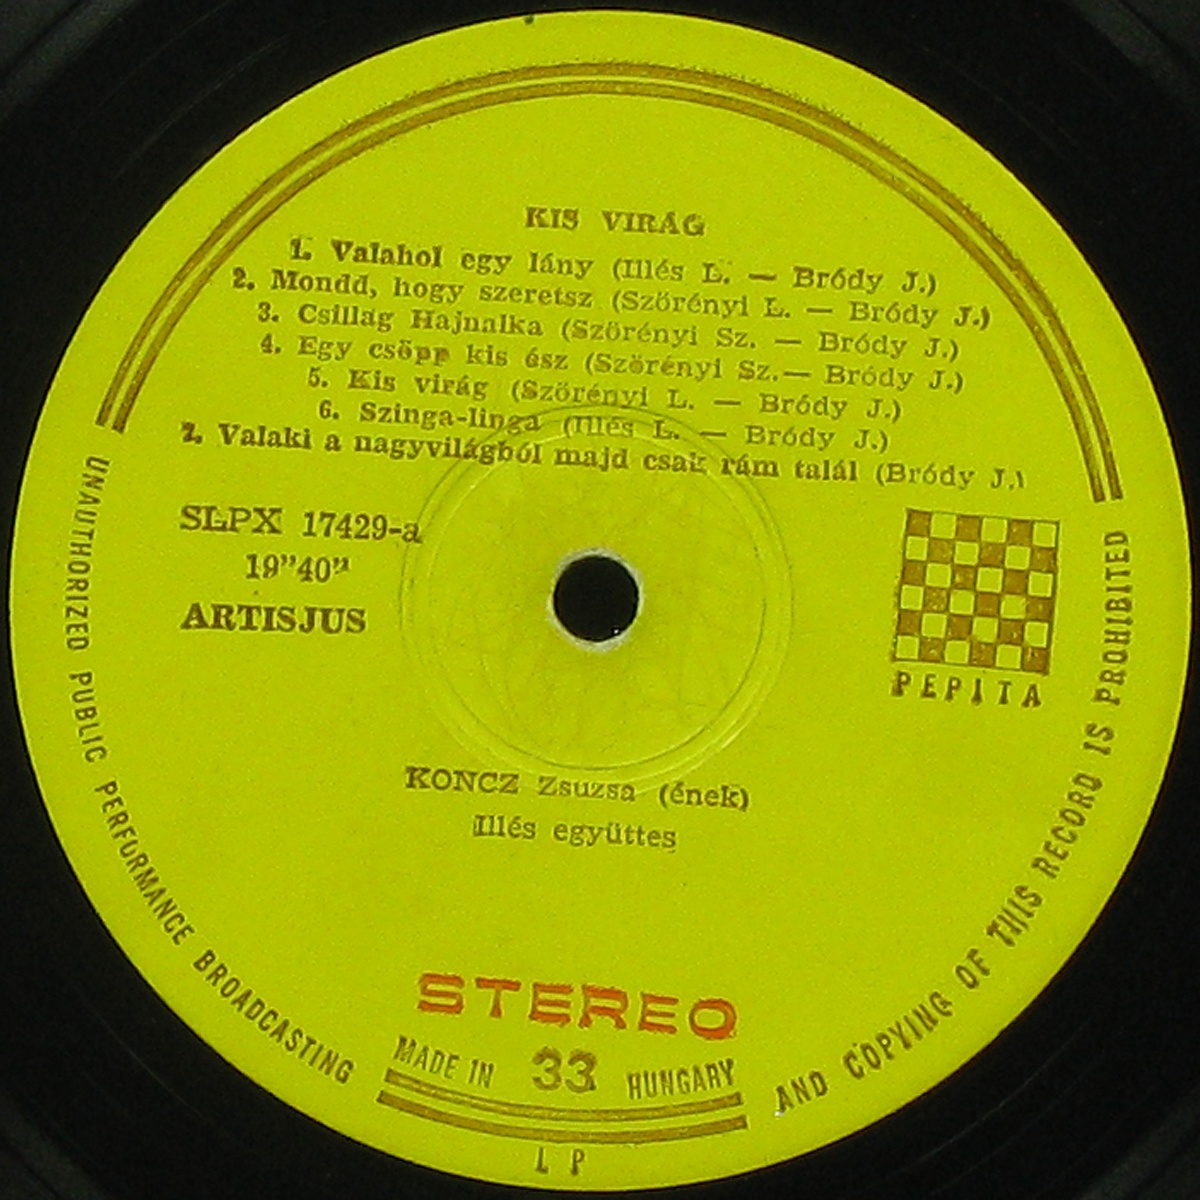 KIS VIRÁG
1. Valahol egy lány (Illés L. — Bródy J.)
2. Mondd, hogy szeretsz (Szörényi L. — Bródy J.)
3. Csillag Hajnalka (Szörényi Sz. — Bródy J.)
4. Egy csöpp kis ész (Szörényi Sz. — Bródy J.)
5. Kis virág (Szörényi L. — Bródy J.)
6. Szinga-linga (Illés L. — Bródy J.)
7. Valaki a nagyvilágból majd csak rám talál (Bródy J.)
SLPX 17429-a
19”40”
ARTISJUS
PEPITA
KONCZ Zsuzsa (ének)
Illés együttes
STEREO
MADE IN 33 HUNGARY
LP
UNAUTHORIZED PUBLIC PERFORMANCE BROADCASTING AND COPYING OF THIS RECORD IS PROHIBITED